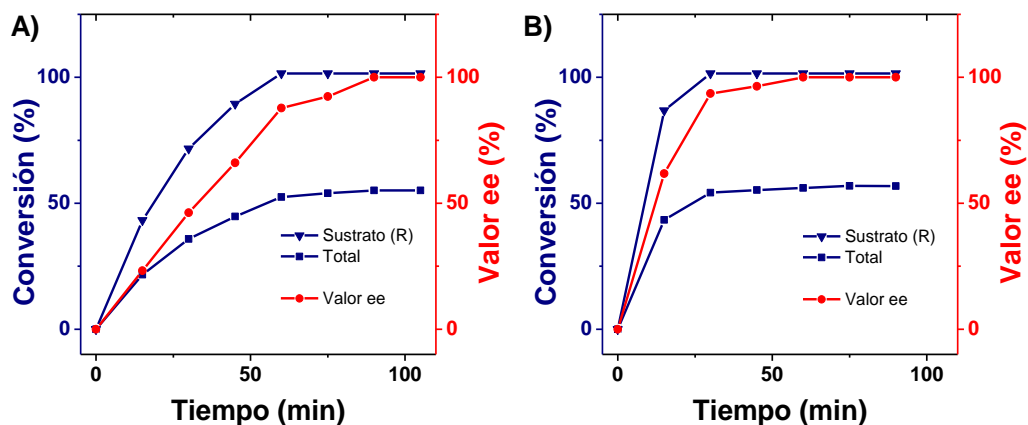 A)
Conversión (%)
100
50
0
Valor ee (%)
100
50
0
Sustrato (R)
Total
Valor ee
0
50
100
Tiempo (min)
B)
Conversión (%)
100
50
0
Valor ee (%)
100
50
0
Sustrato (R)
Total
Valor ee
0
50
100
Tiempo (min)